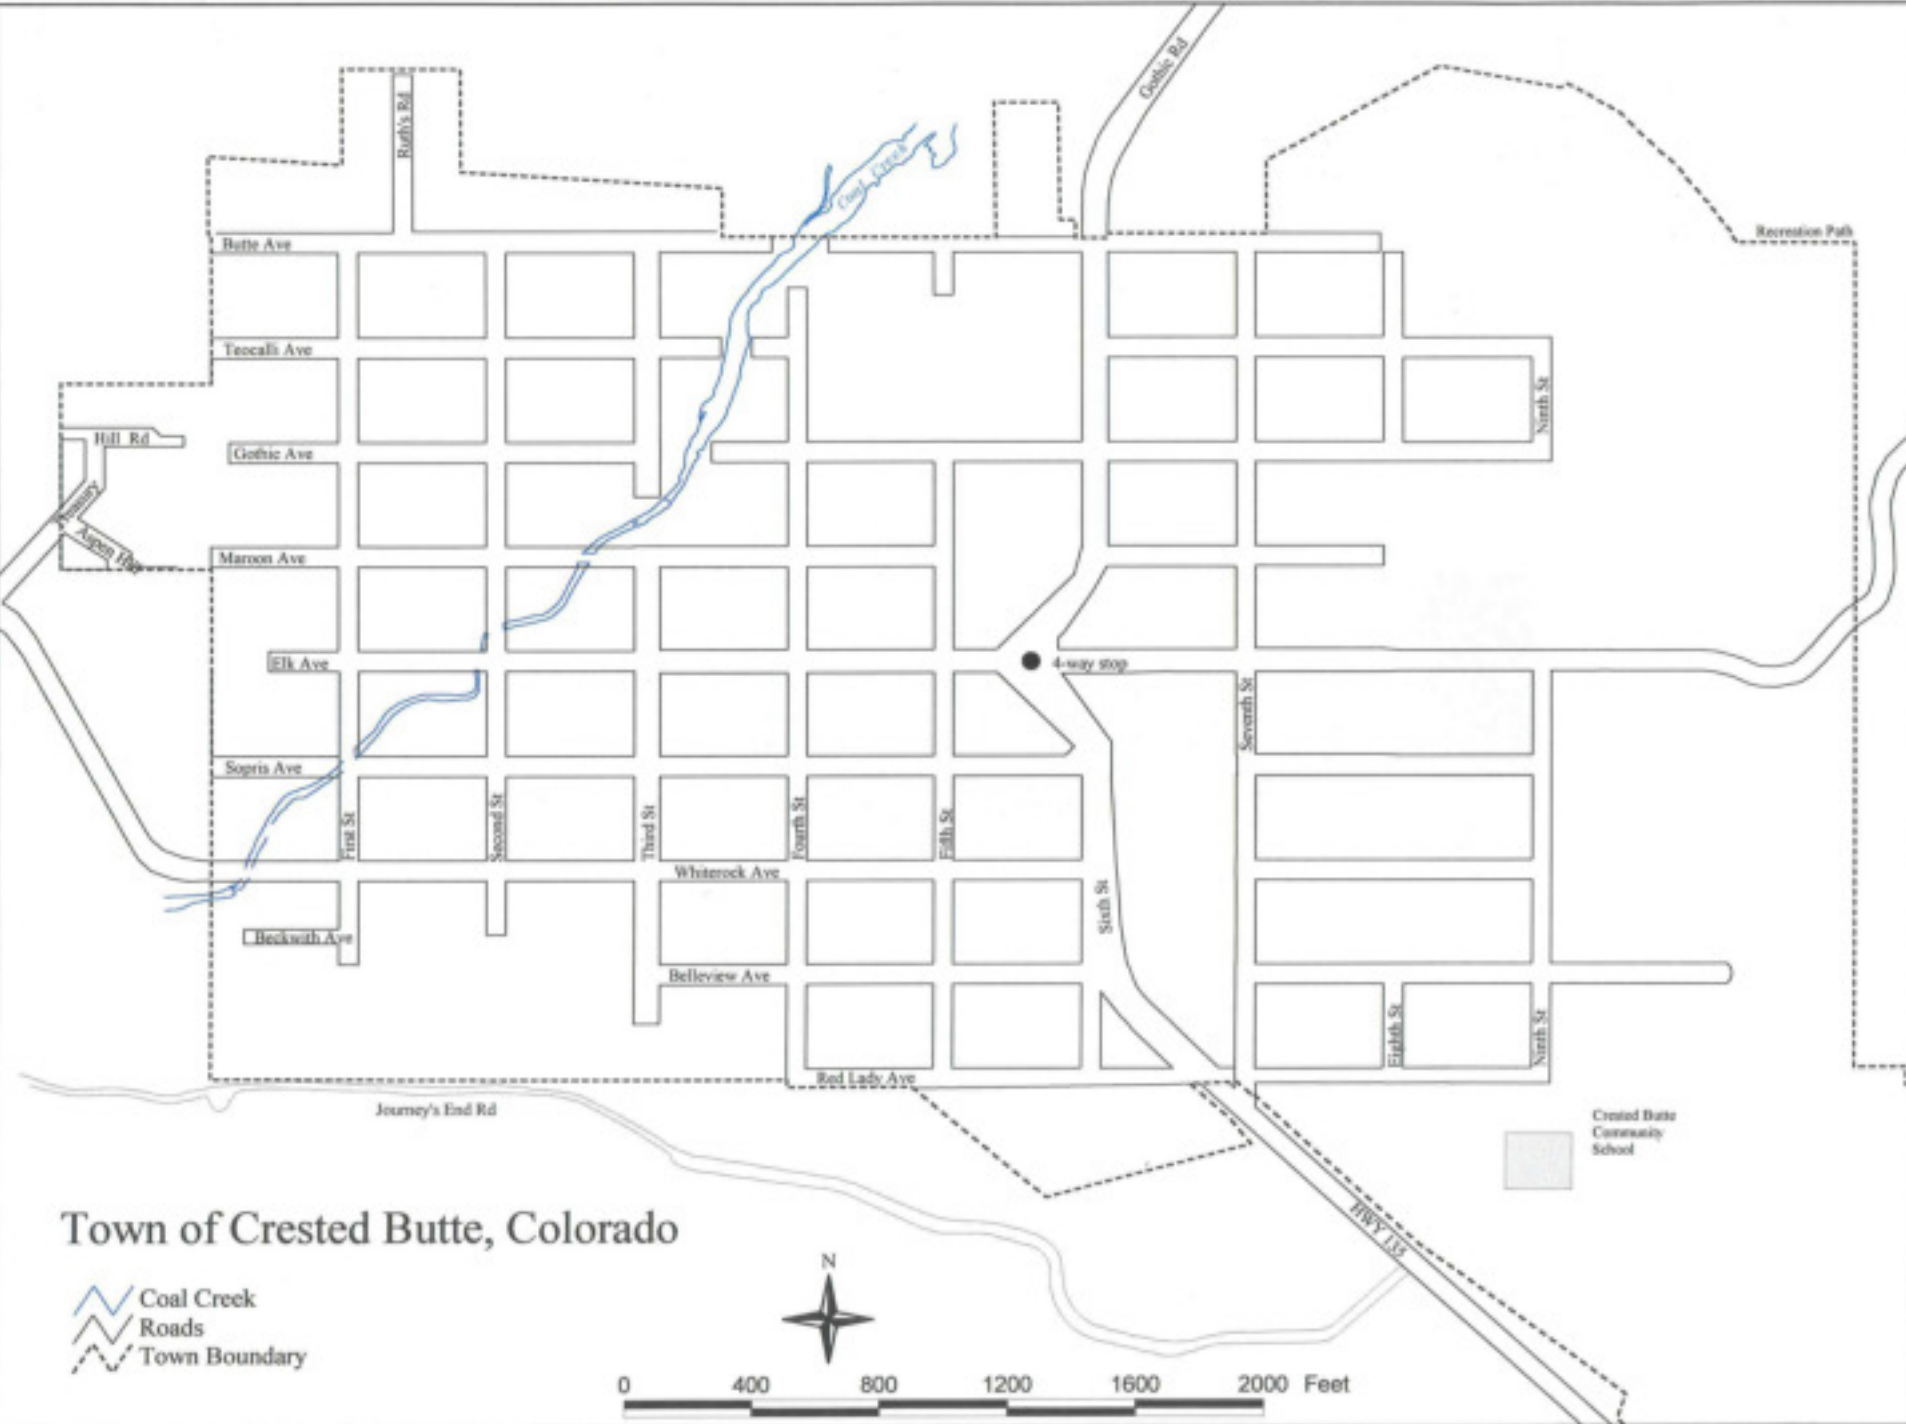 Gothic Rd
Ruth's Rd
Coal Creek
Butte Ave
Recreation Path
Teocalli Ave
Ninth St
Hill Rd
Gothic Ave
Treasury
Aspen Hill
Maroon Ave
Elk Ave
4-way stop
Seventh St
Sopris Ave
First St
Second St
Third St
Fourth St
Fifth St
Whiterock Ave
Sixth St
Beckwith Ave
Belleview Ave
Eighth St
Ninth St
Red Lady Ave
Journey's End Rd
Crested Butte
Community
School
HWY 135
Town of Crested Butte, Colorado
Coal Creek
Roads
Town Boundary
N
0 400 800 1200 1600 2000 Feet